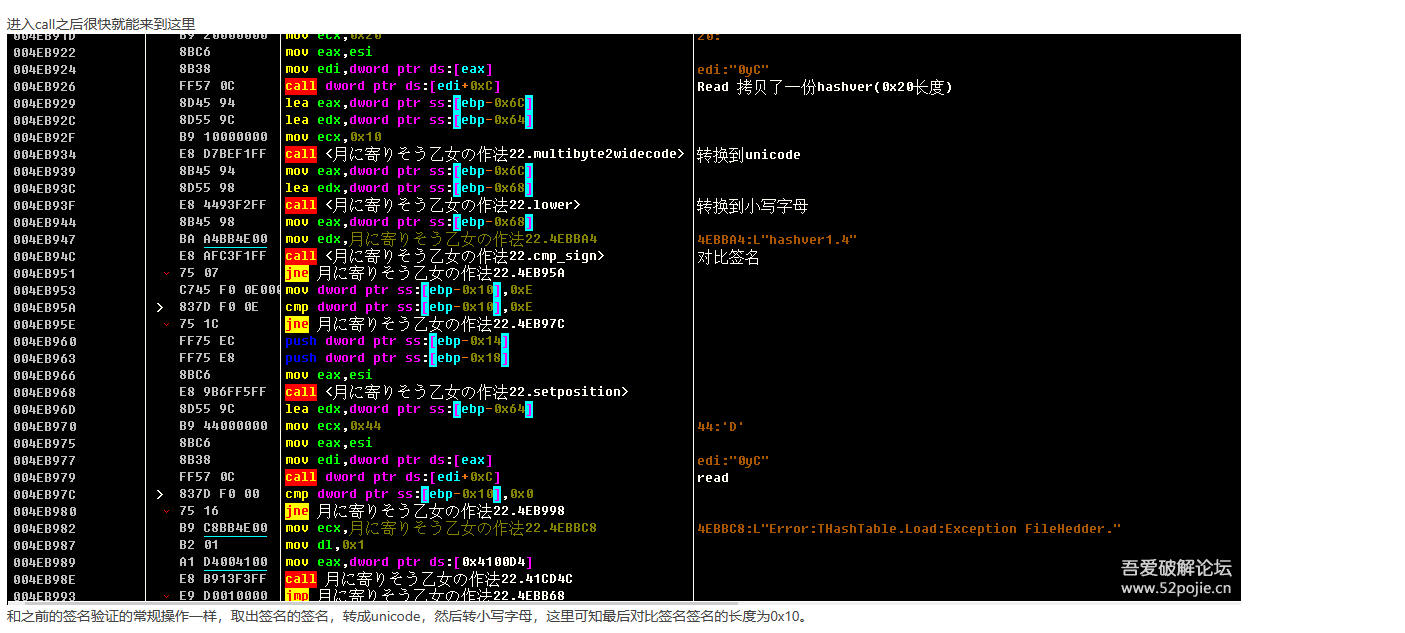 进入call之后很快就能来到这里
004EB91D B9 20000000 mov ecx,0x20 20:' '
004EB922 8BC6 mov eax,esi
004EB924 8B38 mov edi,dword ptr ds:[eax] edi:"0yC"
004EB926 FF57 0C call dword ptr ds:[edi+0xC] Read 拷贝了一份hashver(0x20长度)
004EB929 8D45 94 lea eax,dword ptr ss:[ebp-0x6C]
004EB92C 8D55 9C lea edx,dword ptr ss:[ebp-0x64]
004EB92F B9 10000000 mov ecx,0x10
004EB934 E8 D7BEF1FF call <月に寄りそう乙女の作法22.multibyte2widecode> 转换到unicode
004EB939 8B45 94 mov eax,dword ptr ss:[ebp-0x6C]
004EB93C 8D55 98 lea edx,dword ptr ss:[ebp-0x68]
004EB93F E8 4493F2FF call <月に寄りそう乙女の作法22.lower> 转换到小写字母
004EB944 8B45 98 mov eax,dword ptr ss:[ebp-0x68]
004EB947 BA A4BB4E00 mov edx,月に寄りそう乙女の作法22.4EBBA4 4EBBA4:L"hashver1.4"
004EB94C E8 AFC3F1FF call <月に寄りそう乙女の作法22.cmp_sign> 对比签名
004EB951 75 07 jne 月に寄りそう乙女の作法22.4EB95A
004EB953 C745 F0 0E000 mov dword ptr ss:[ebp-0x10],0xE
004EB95A 837D F0 0E cmp dword ptr ss:[ebp-0x10],0xE
004EB95E 75 1C jne 月に寄りそう乙女の作法22.4EB97C
004EB960 FF75 EC push dword ptr ss:[ebp-0x14]
004EB963 FF75 E8 push dword ptr ss:[ebp-0x18]
004EB966 8BC6 mov eax,esi
004EB968 E8 9B6FF5FF call <月に寄りそう乙女の作法22.setposition>
004EB96D 8D55 9C lea edx,dword ptr ss:[ebp-0x64]
004EB970 B9 44000000 mov ecx,0x44 44:'D'
004EB975 8BC6 mov eax,esi
004EB977 8B38 mov edi,dword ptr ds:[eax] edi:"0yC"
004EB979 FF57 0C call dword ptr ds:[edi+0xC] read
004EB97C 837D F0 00 cmp dword ptr ss:[ebp-0x10],0x0
004EB980 75 16 jne 月に寄りそう乙女の作法22.4EB998
004EB982 B9 C8BB4E00 mov ecx,月に寄りそう乙女の作法22.4EBBC8 4EBBC8:L"Error:THashTable.Load:Exception FileHedder."
004EB987 B2 01 mov dl,0x1
004EB989 A1 D4004100 mov eax,dword ptr ds:[0x4100D4]
004EB98E E8 B913F3FF call 月に寄りそう乙女の作法22.41CD4C
004EB993 E9 D0010000 jmp 月に寄りそう乙女の作法22.4EBB68
吾爱破解论坛
www.52pojie.cn
和之前的签名验证的常规操作一样，取出签名的签名，转成unicode，然后转小写字母，这里可知最后对比签名签名的长度为0x10。